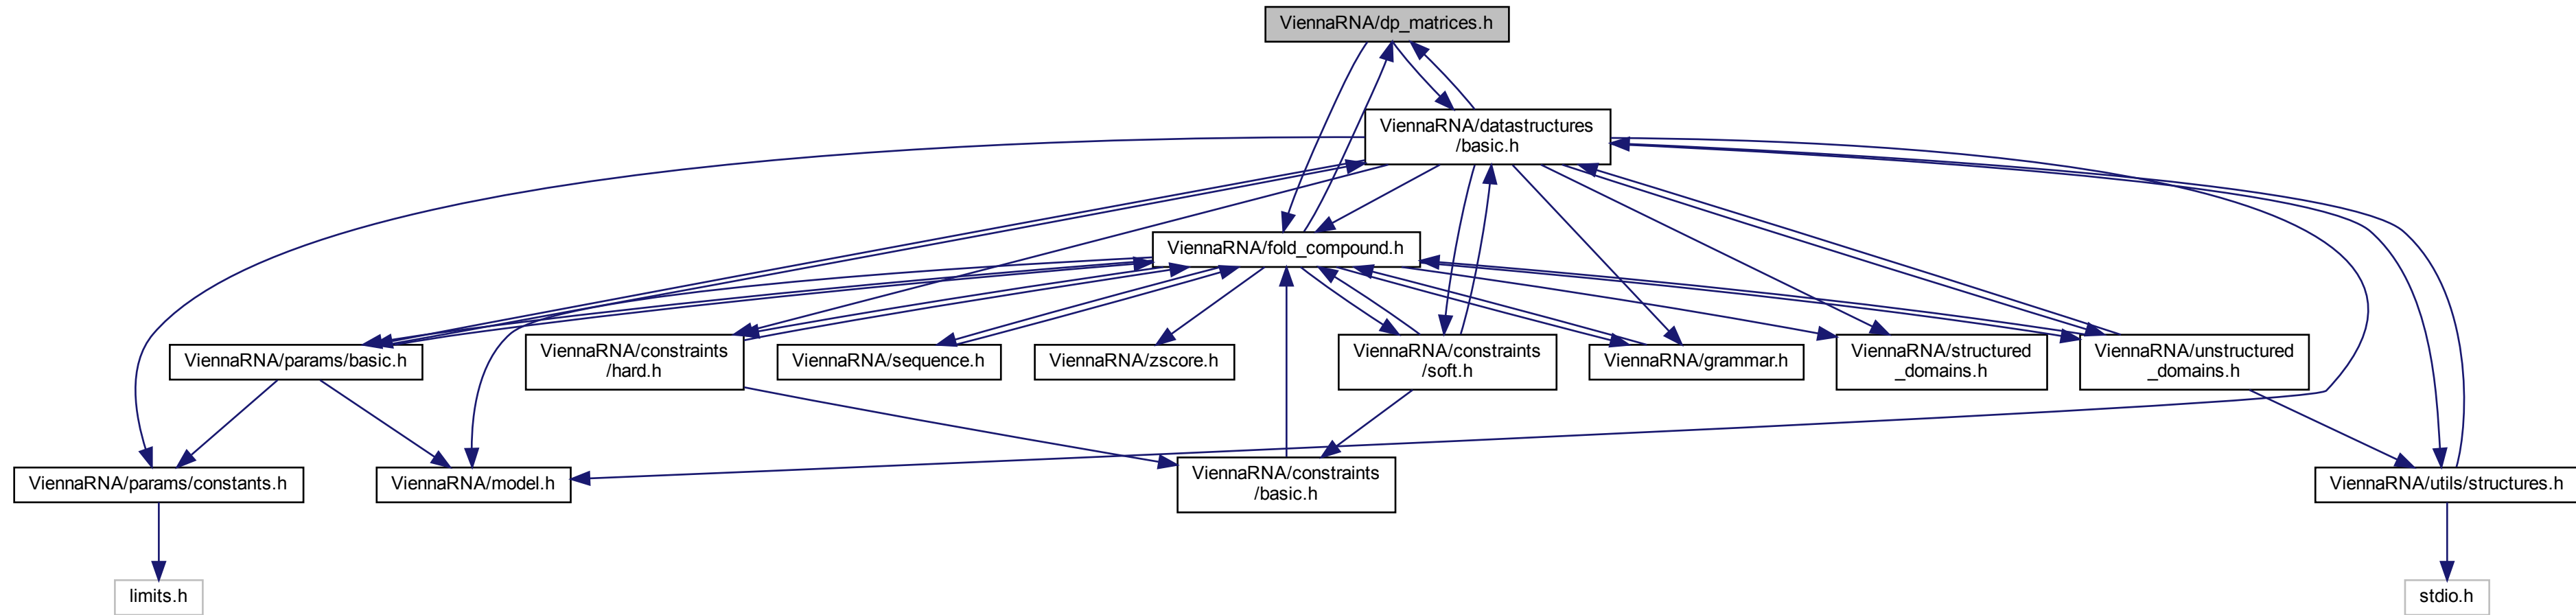 ViennaRNA/dp_matrices.h
ViennaRNA/datastructures
/basic.h
ViennaRNA/fold_compound.h
ViennaRNA/params/basic.h
ViennaRNA/constraints
/hard.h
ViennaRNA/sequence.h
ViennaRNA/zscore.h
ViennaRNA/constraints
/soft.h
ViennaRNA/grammar.h
ViennaRNA/structured
_domains.h
ViennaRNA/unstructured
_domains.h
ViennaRNA/params/constants.h
ViennaRNA/model.h
ViennaRNA/constraints
/basic.h
ViennaRNA/utils/structures.h
limits.h
stdio.h